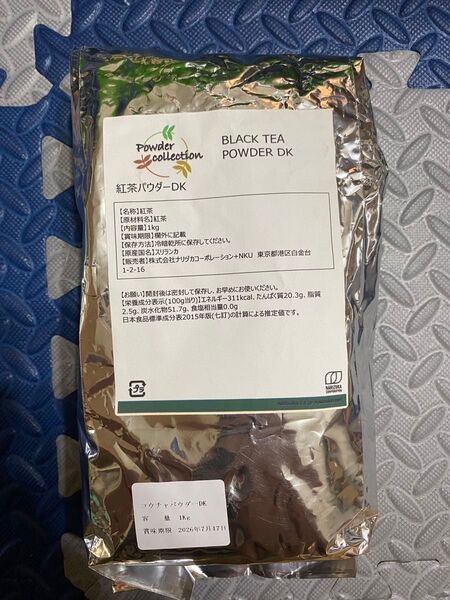 Powder
collection
BLACK TEA
POWDER DK
紅茶パウダーDK
【名称】紅茶
【原材料名】紅茶
【内容量】1kg
【賞味期限】欄外に記載
【保存方法】冷暗乾所に保存してください。
【原産国名】スリランカ
【販売者】株式会社ナリヅカコーポレーション+NKU 東京都港区白金台
1-2-16
【お願い】開封後は密封して保存し、お早めにお使いください。
【栄養成分表示(100g当り)】エネルギー311kcal、たんぱく質20.3g、脂質
2.5g、炭水化物51.7g、食塩相当量0.0g
日本食品標準成分表2015年版(七訂)の計算による推定値です。
プラ
NARIZUKA
CORPORATION
コウチャパウダーDK
容 量 1Kg
賞味期限 2026年7月17日